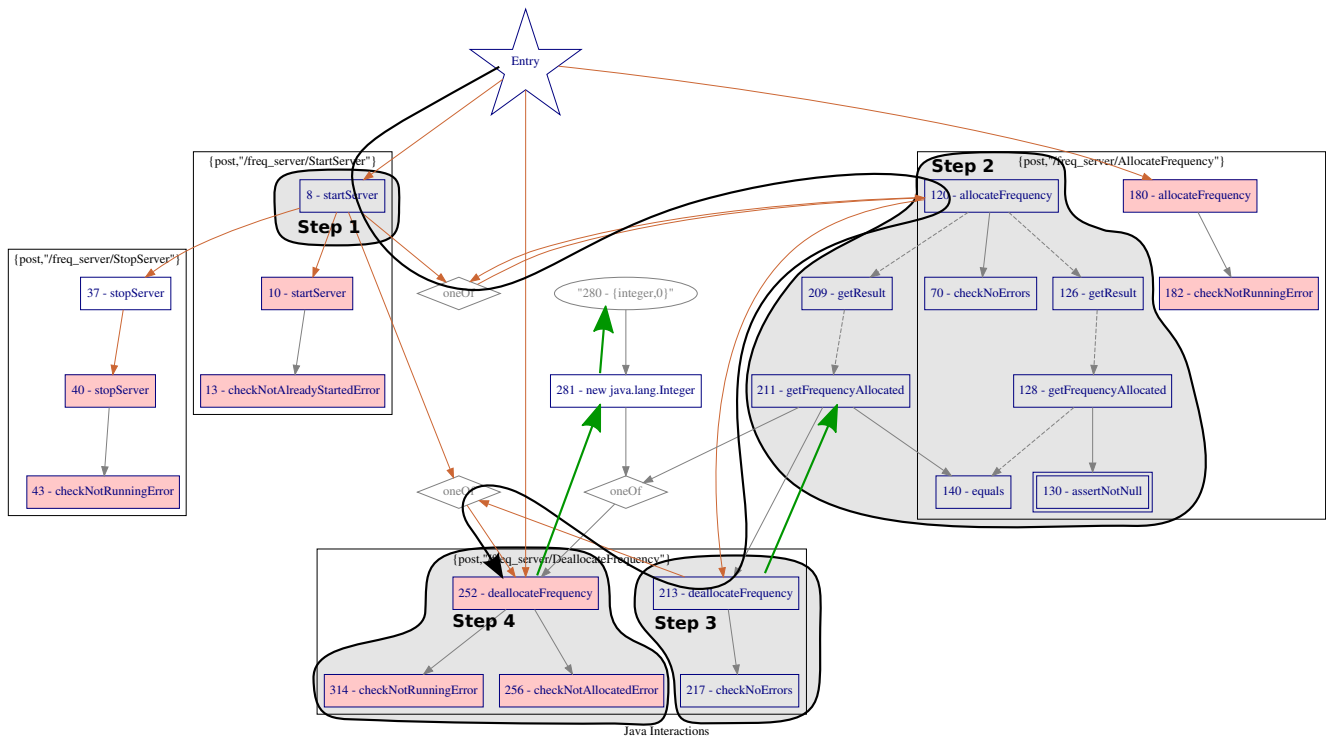 Entry
{post,"/freq_server/StartServer"}
Step 2
{post,"/freq_server/AllocateFrequency"}
8 - startServer
120 - allocateFrequency
180 - allocateFrequency
Step 1
{post,"/freq_server/StopServer"}
37 - stopServer
10 - startServer
oneOf
"280 - {integer,0}"
209 - getResult
70 - checkNoErrors
126 - getResult
182 - checkNotRunningError
40 - stopServer
13 - checkNotAlreadyStartedError
281 - new java.lang.Integer
211 - getFrequencyAllocated
128 - getFrequencyAllocated
43 - checkNotRunningError
oneOf
oneOf
140 - equals
130 - assertNotNull
{post,"/freq_server/DeallocateFrequency"}
252 - deallocateFrequency
213 - deallocateFrequency
Step 4
Step 3
314 - checkNotRunningError
256 - checkNotAllocatedError
217 - checkNoErrors
Java Interactions